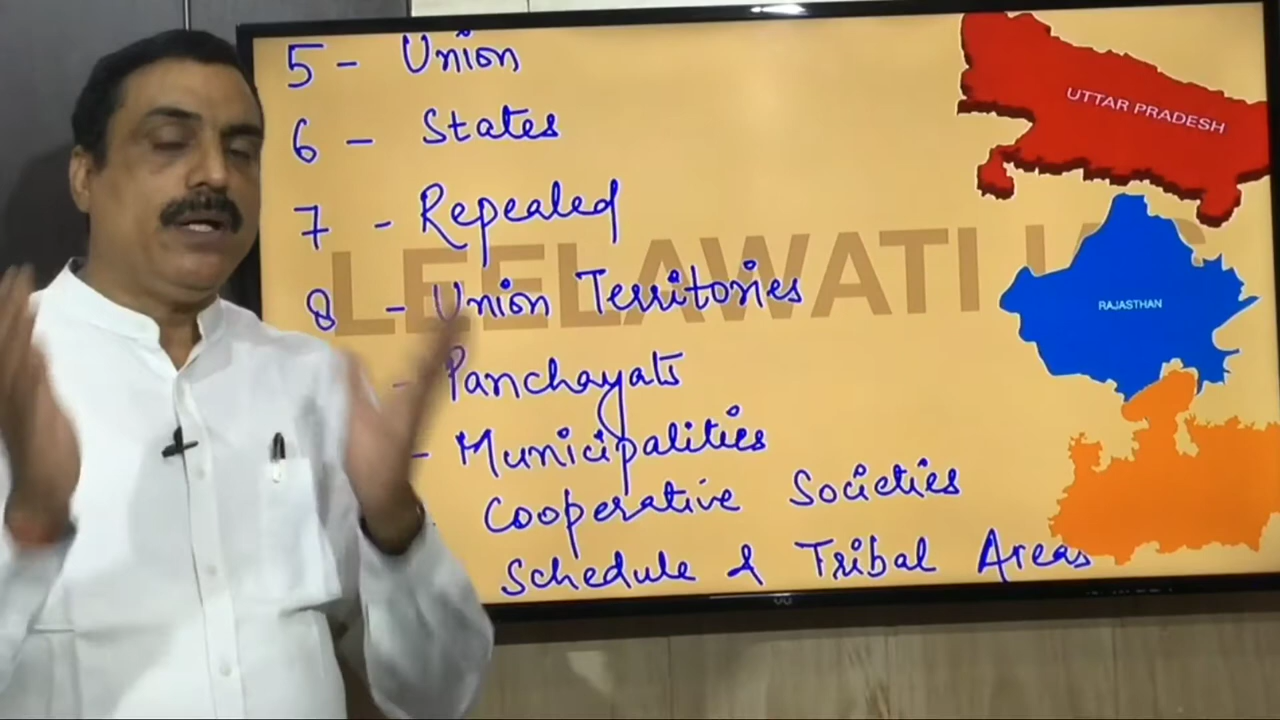 5 - Union
6 - States
7 - Repealed
8 - Union Territories
- Panchayats
- Municipalities
Cooperative Societies
Schedule & Tribal Areas
LEELAWATI
UTTAR PRADESH
RAJASTHAN